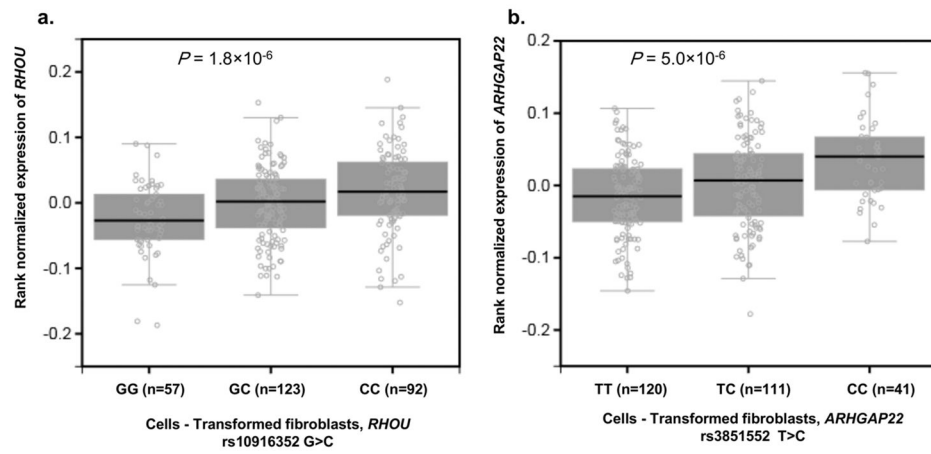 a.
P = 1.8×10-6
Rank normalized expression of RHOU
0.2
0.1
0.0
-0.1
-0.2
GG (n=57) GC (n=123) CC (n=92)
Cells - Transformed fibroblasts, RHOU
rs10916352 G>C
b.
P = 5.0×10-6
Rank normalized expression of ARHGAP22
0.2
0.1
0.0
-0.1
-0.2
TT (n=120) TC (n=111) CC (n=41)
Cells - Transformed fibroblasts, ARHGAP22
rs3851552 T>C